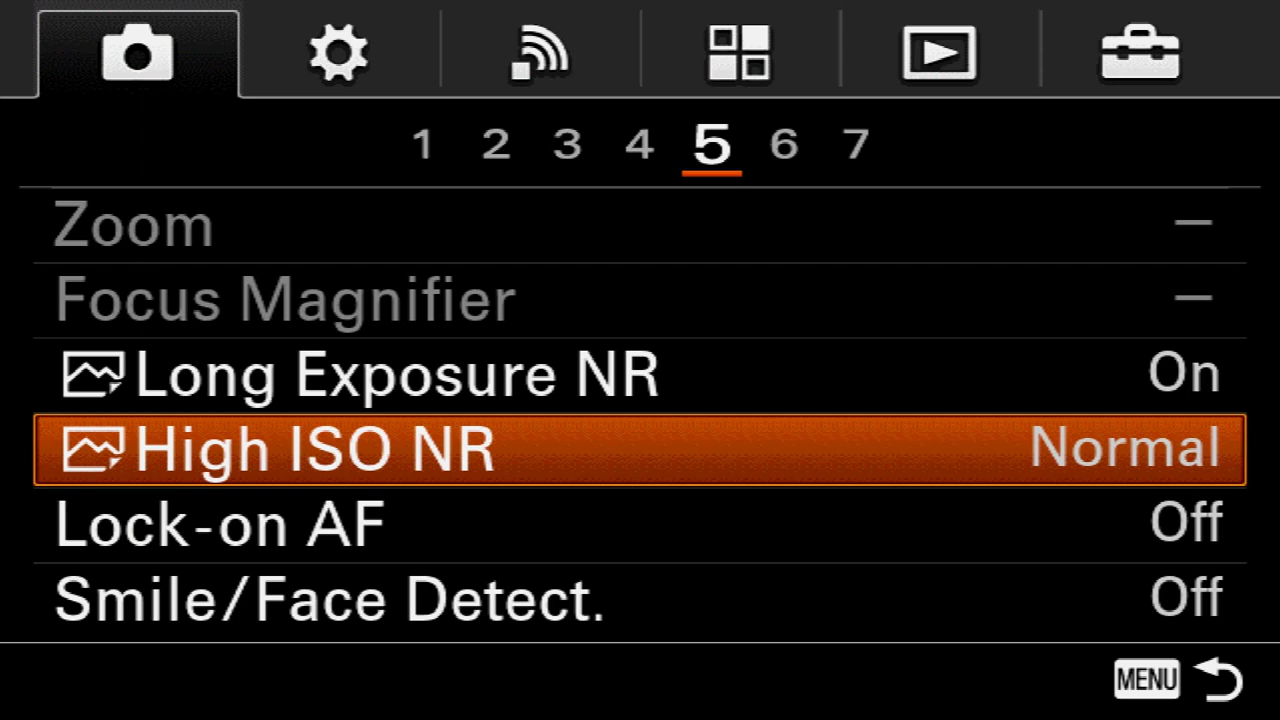 1 2 3 4 5 6 7
Zoom –
Focus Magnifier –
Long Exposure NR On
High ISO NR Normal
Lock-on AF Off
Smile/Face Detect. Off
MENU